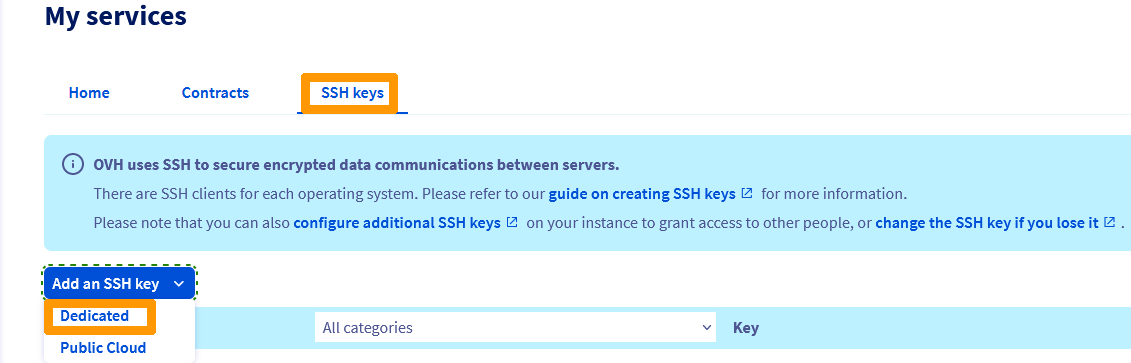 My services
Home Contracts SSH keys
OVH uses SSH to secure encrypted data communications between servers.
There are SSH clients for each operating system. Please refer to our guide on creating SSH keys for more information.
Please note that you can also configure additional SSH keys on your instance to grant access to other people, or change the SSH key if you lose it .
Add an SSH key
Dedicated
All categories Key
Public Cloud